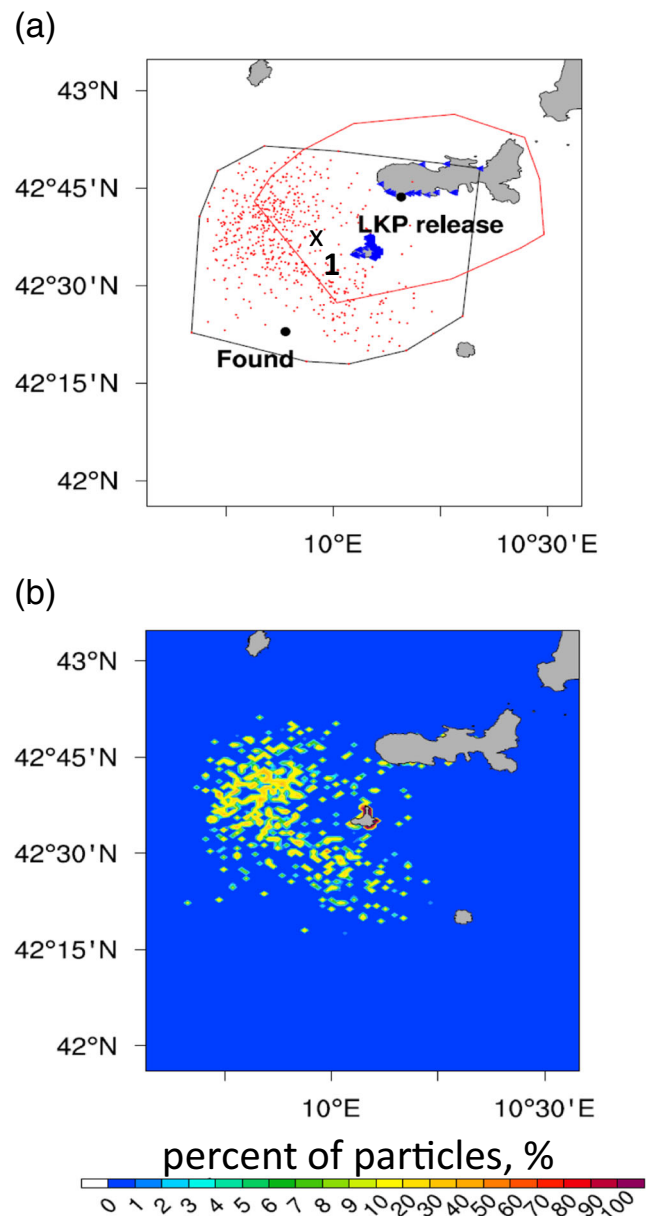 (a)
43°N
42°45'N
42°30'N
42°15'N
42°N
LKP release
x
1
Found
10°E
10°30'E
(b)
43°N
42°45'N
42°30'N
42°15'N
42°N
10°E
10°30'E
percent of particles, %
0 1 2 3 4 5 6 7 8 9 10 20 30 40 50 60 70 80 90 100